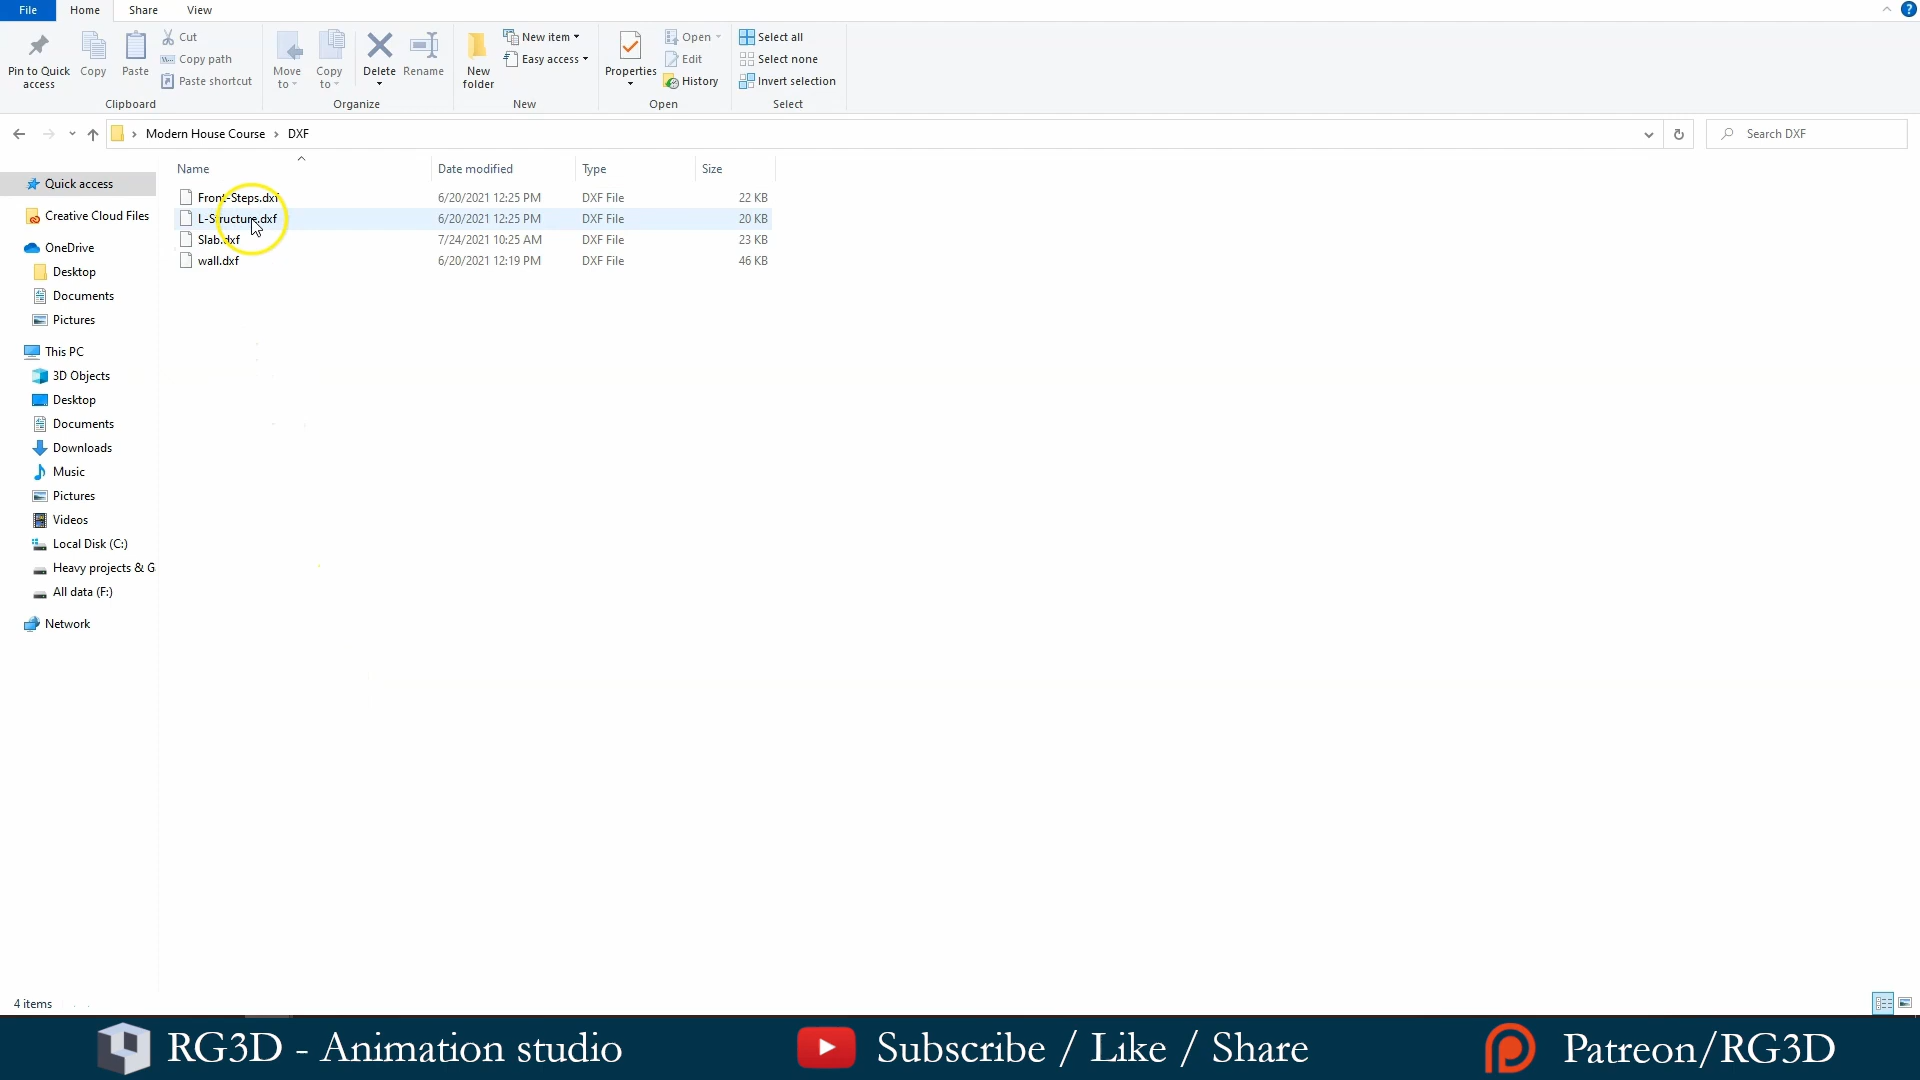 File Home Share View
Pin to Quick access
Copy
Paste
Cut
Copy path
Paste shortcut
Clipboard
Move to
Copy to
Delete
Rename
Organize
New folder
New item
Easy access
New
Properties
Open
Edit
History
Open
Select all
Select none
Invert selection
Select
Modern House Course > DXF
Search DXF
Name Date modified Type Size
Front-Steps.dxf 6/20/2021 12:25 PM DXF File 22 KB
L-Structure.dxf 6/20/2021 12:25 PM DXF File 20 KB
Slab.dxf 7/24/2021 10:25 AM DXF File 23 KB
wall.dxf 6/20/2021 12:19 PM DXF File 46 KB
Quick access
Creative Cloud Files
OneDrive
Desktop
Documents
Pictures
This PC
3D Objects
Desktop
Documents
Downloads
Music
Pictures
Videos
Local Disk (C:)
Heavy projects & G
All data (F:)
Network
4 items
RG3D - Animation studio
Subscribe / Like / Share
Patreon/RG3D